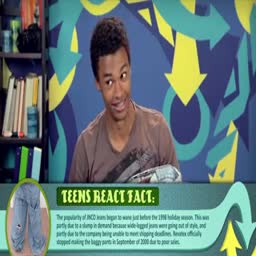 TEENS REACT FACT:
The popularity of JNCO Jeans began to wane just before the 1998 holiday season. This was
partly due to a slump in demand because wide-legged jeans were going out of style, and
partly due to the company being unable to meet shipping deadlines. Revatex officially
stopped making the baggy pants in September of 2000 due to poor sales.